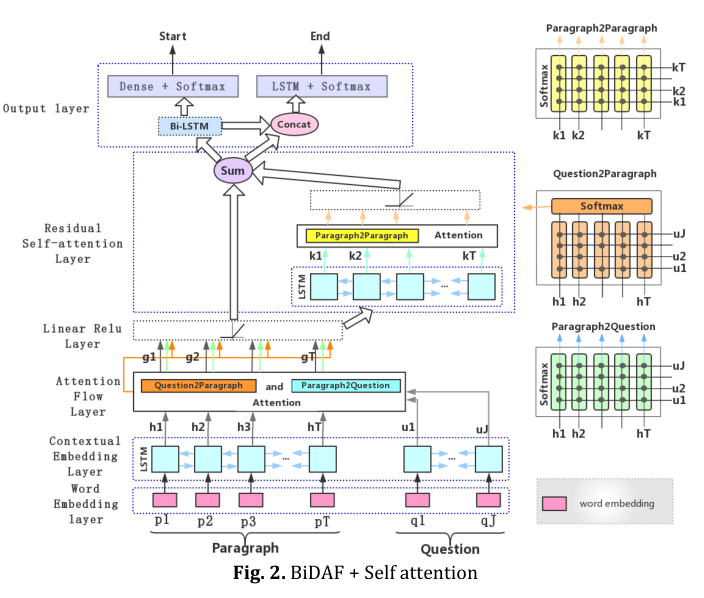 Start
End
Output layer
Dense + Softmax
LSTM + Softmax
Bi-LSTM
Concat
Sum
Residual
Self-attention
Layer
Paragraph2Paragraph
Attention
k1 k2 kT
LSTM
...
Linear Relu
Layer
g1 g2 gT
Attention
Flow
Layer
Question2Paragraph and Paragraph2Question
Attention
h1 h2 h3 hT u1 uJ
Contextual
Embedding
Layer
LSTM
... ...
Word
Embedding
layer
p1 p2 p3 pT q1 qJ
Paragraph Question
Paragraph2Paragraph
Softmax
kT
k2
k1
k1 k2 kT
Question2Paragraph
Softmax
uJ
u2
u1
h1 h2 hT
Paragraph2Question
Softmax
uJ
u2
u1
h1 h2 hT
word embedding
Fig. 2. BiDAF + Self attention